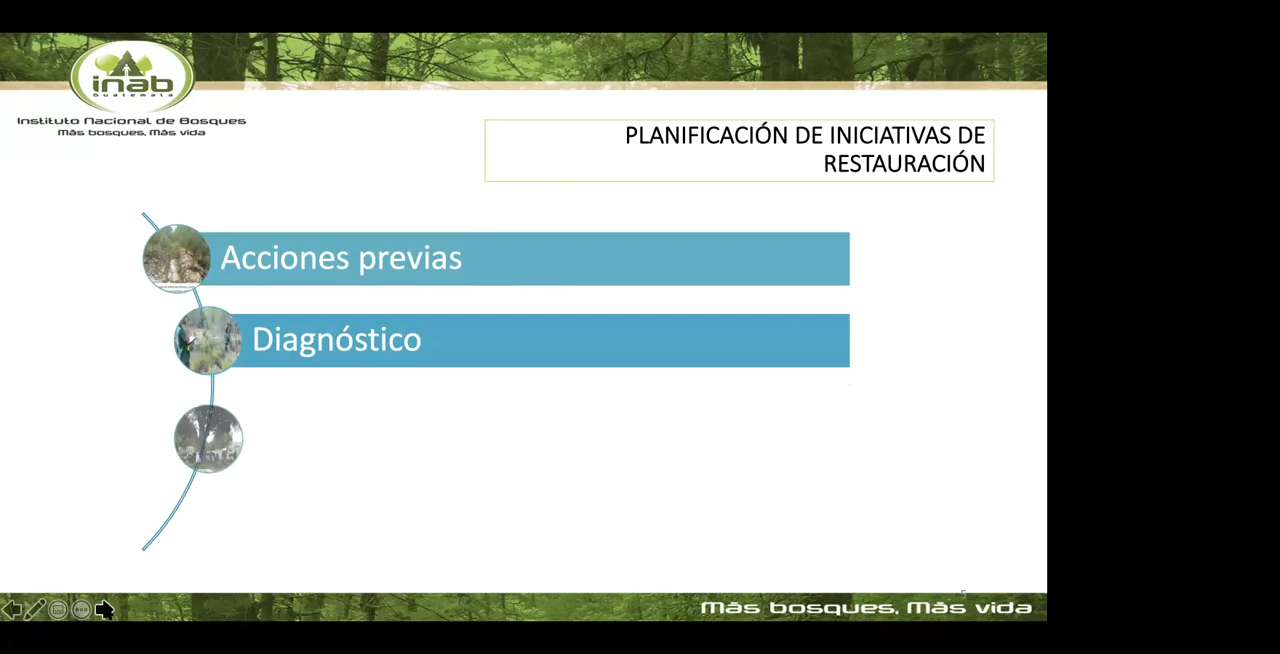 inab
Guatemala
Instituto Nacional de Bosques
Más bosques, Más vida
PLANIFICACIÓN DE INICIATIVAS DE
RESTAURACIÓN
Acciones previas
Diagnóstico
5
Más bosques, Más vida